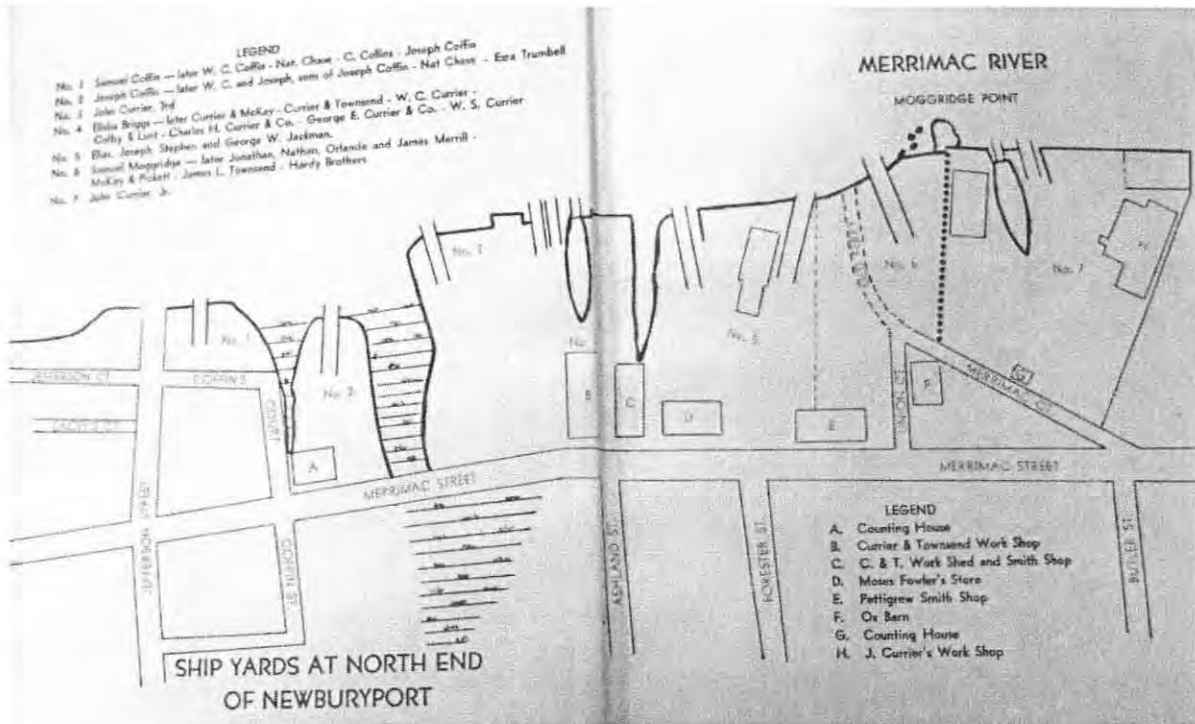 LEGEND
No. 1 Samuel Coffin — later W. C. Coffin - Nat. Chase - C. Coffins - Joseph Coffin
No. 2 Joseph Coffin — later W. C. and Joseph, sons of Joseph Coffin - Nat Chase - Ezra Trumbell
No. 3 John Currier, 3rd
No. 4 Elisha Briggs — later Currier & McKay - Currier & Townsend - W. C. Currier -
Colby & Lunt - Charles H. Currier & Co. - George E. Currier & Co. - W. S. Currier
No. 5 Elias, Joseph, Stephen and George W. Jackman.
No. 6 Samuel Moggridge — later Jonathan, Nathan, Orlando and James Merrill -
McKay & Pickett - James L. Townsend - Hardy Brothers
No. 7 John Currier, Jr.
MERRIMAC RIVER
MOGGRIDGE POINT
No. 1
No. 2
No. 3
No.
No. 5
No. 6
No. 7
JEFFERSON CT.
COFFIN S
COURT
JEFFERSON STREET
COFFIN ST.
MERRIMAC STREET
ASHLAND ST.
FORESTER ST.
UNION CT.
MERRIMAC CT.
MERRIMAC STREET
BUTLER ST.
A
B
C
D
E
F
G
H
LEGEND
A. Counting House
B. Currier & Townsend Work Shop
C. C. & T. Work Shed and Smith Shop
D. Moses Fowler's Store
E. Pettigrew Smith Shop
F. Ox Barn
G. Counting House
H. J. Currier's Work Shop
SHIP YARDS AT NORTH END
OF NEWBURYPORT